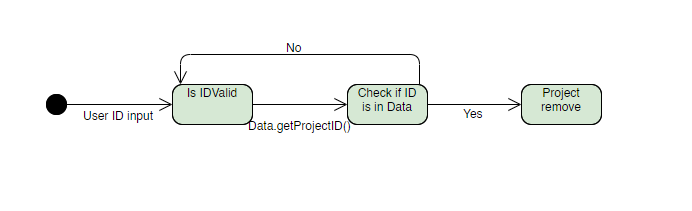 No
Is IDValid
Check if ID
is in Data
Project
remove
User ID input
Data.getProjectID()
Yes